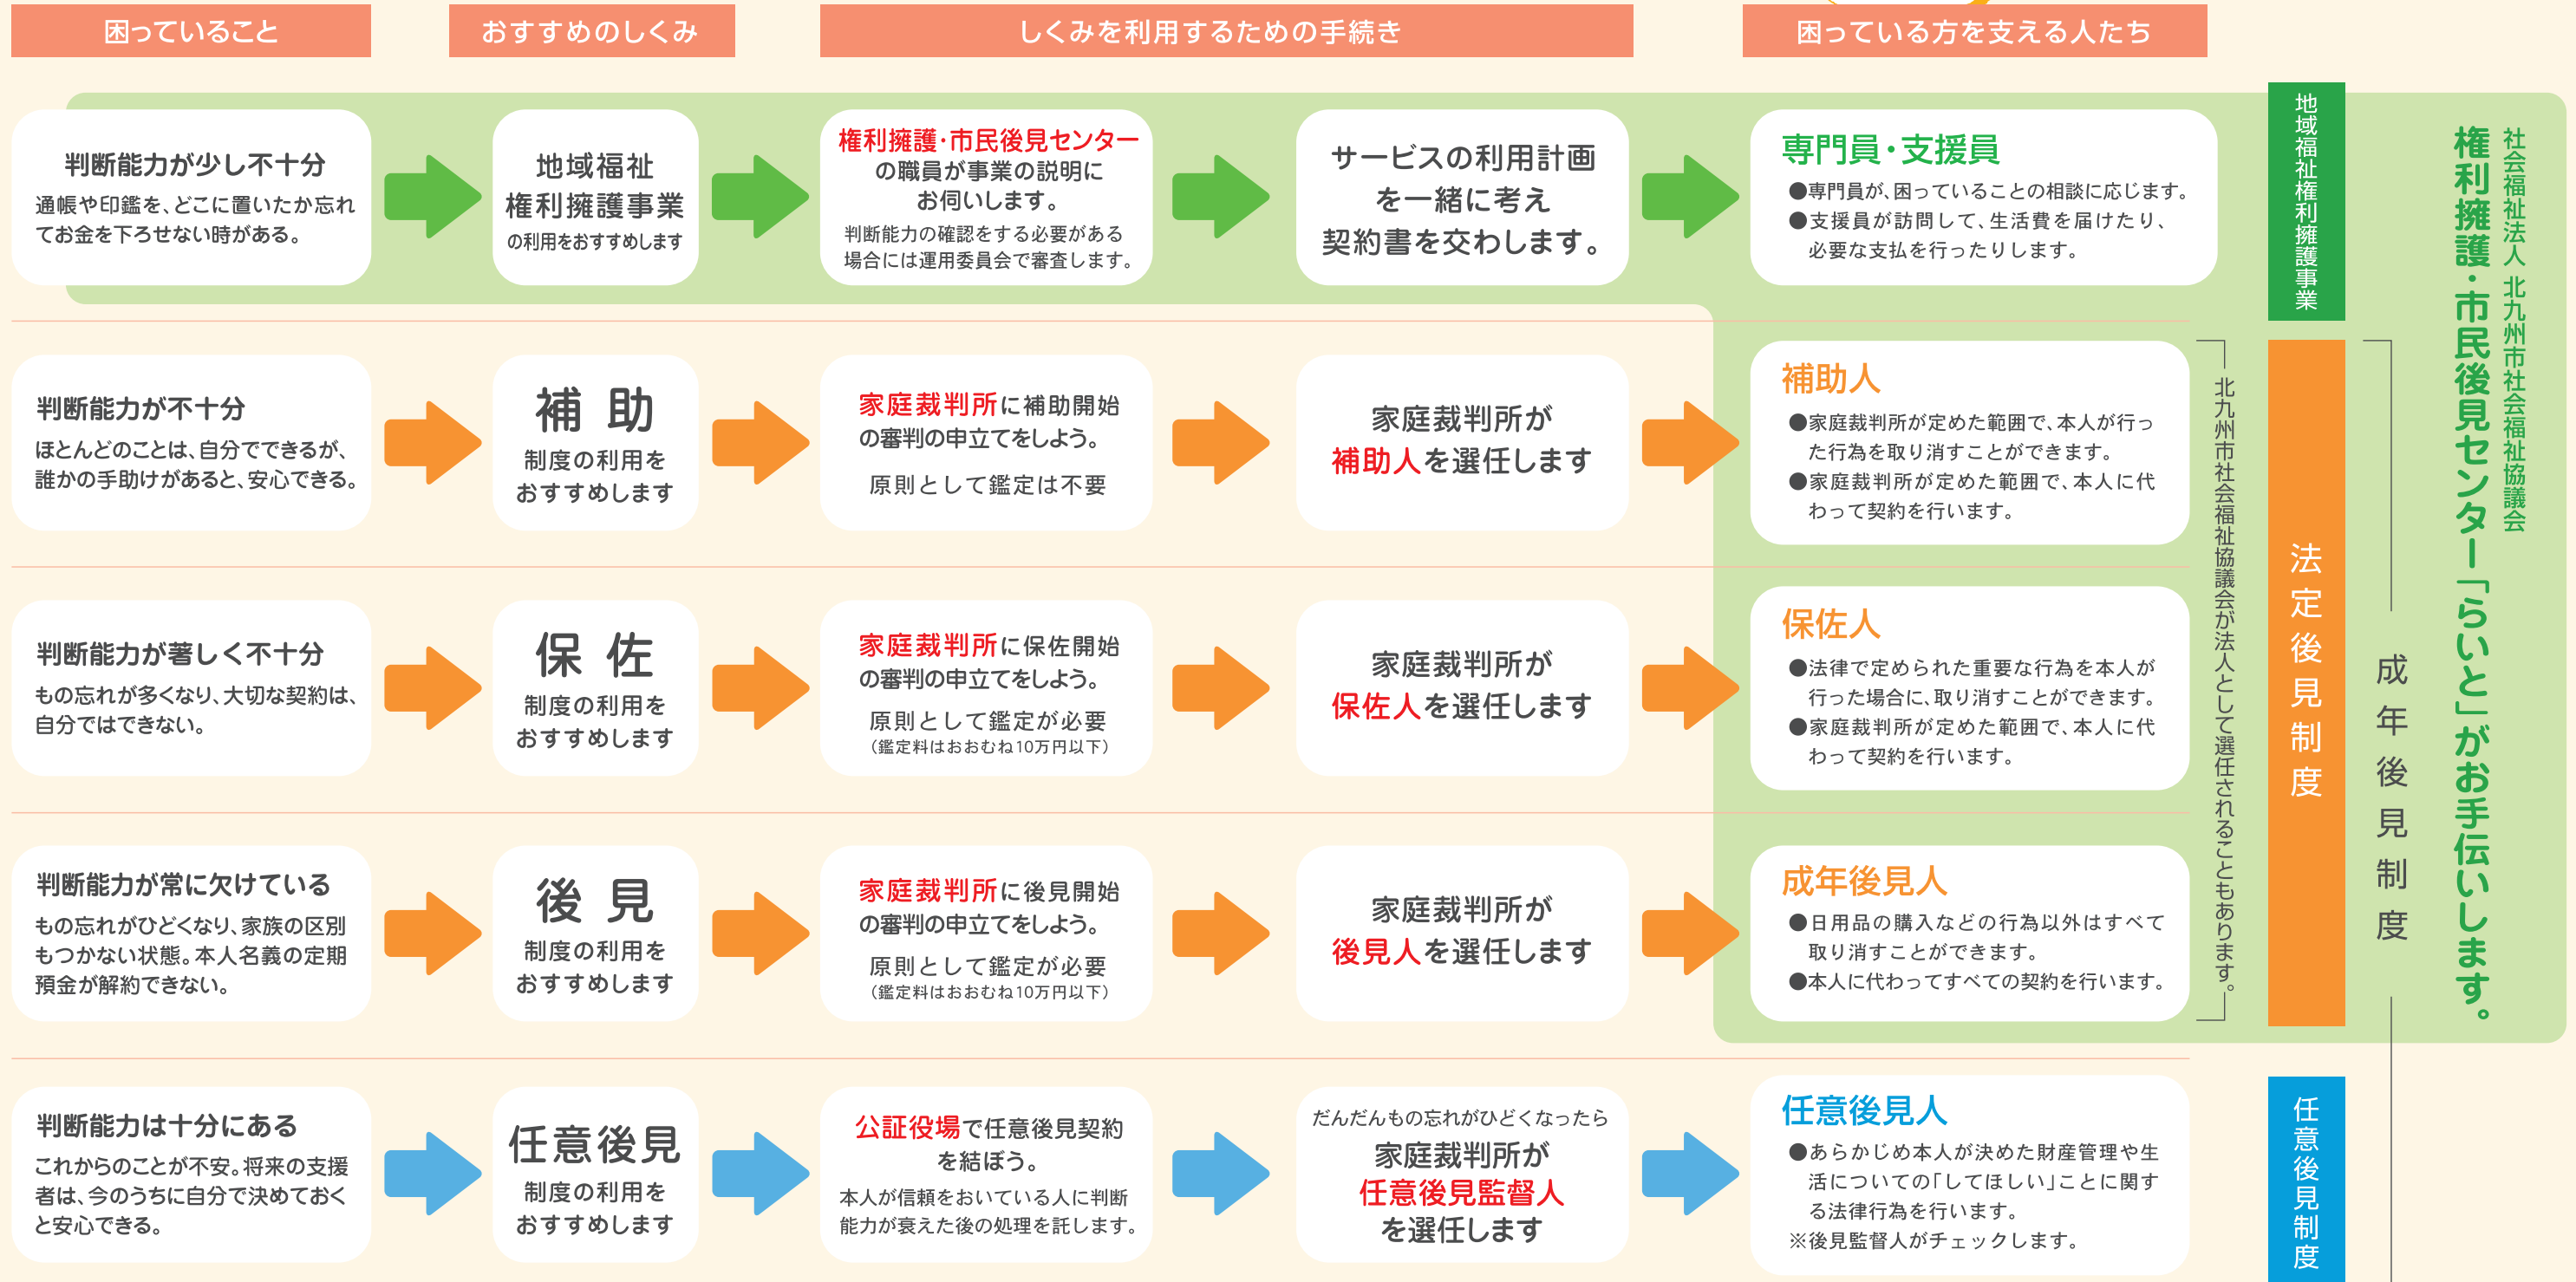 困っていること
おすすめのしくみ
しくみを利用するための手続き
困っている方を支える人たち
判断能力が少し不十分
通帳や印鑑を、どこに置いたか忘れ
てお金を下ろせない時がある。
地域福祉
権利擁護事業
の利用をおすすめします
権利擁護・市民後見センター
の職員が事業の説明に
お伺いします。
判断能力の確認をする必要がある
場合には運用委員会で審査します。
サービスの利用計画
を一緒に考え
契約書を交わします。
専門員・支援員
●専門員が、困っていることの相談に応じます。
●支援員が訪問して、生活費を届けたり、
必要な支払を行ったりします。
判断能力が不十分
ほとんどのことは、自分でできるが、
誰かの手助けがあると、安心できる。
補 助
制度の利用を
おすすめします
家庭裁判所に補助開始
の審判の申立てをしよう。
原則として鑑定は不要
家庭裁判所が
補助人を選任します
補助人
●家庭裁判所が定めた範囲で、本人が行っ
た行為を取り消すことができます。
●家庭裁判所が定めた範囲で、本人に代
わって契約を行います。
判断能力が著しく不十分
もの忘れが多くなり、大切な契約は、
自分ではできない。
保 佐
制度の利用を
おすすめします
家庭裁判所に保佐開始
の審判の申立てをしよう。
原則として鑑定が必要
（鑑定料はおおむね10万円以下）
家庭裁判所が
保佐人を選任します
保佐人
●法律で定められた重要な行為を本人が
行った場合に、取り消すことができます。
●家庭裁判所が定めた範囲で、本人に代
わって契約を行います。
判断能力が常に欠けている
もの忘れがひどくなり、家族の区別
もつかない状態。本人名義の定期
預金が解約できない。
後 見
制度の利用を
おすすめします
家庭裁判所に後見開始
の審判の申立てをしよう。
原則として鑑定が必要
（鑑定料はおおむね10万円以下）
家庭裁判所が
後見人を選任します
成年後見人
●日用品の購入などの行為以外はすべて
取り消すことができます。
●本人に代わってすべての契約を行います。
判断能力は十分にある
これからのことが不安。将来の支援
者は、今のうちに自分で決めておく
と安心できる。
任意後見
制度の利用を
おすすめします
公証役場で任意後見契約
を結ぼう。
本人が信頼をおいている人に判断
能力が衰えた後の処理を託します。
だんだんもの忘れがひどくなったら
家庭裁判所が
任意後見監督人
を選任します
任意後見人
●あらかじめ本人が決めた財産管理や生
活についての「してほしい」ことに関す
る法律行為を行います。
※後見監督人がチェックします。
北九州市社会福祉協議会が法人として選任されることもあります。
地域福祉権利擁護事業
法定後見制度
任意後見制度
成年後見制度
社会福祉法人 北九州市社会福祉協議会
権利擁護・市民後見センター「らいと」がお手伝いします。